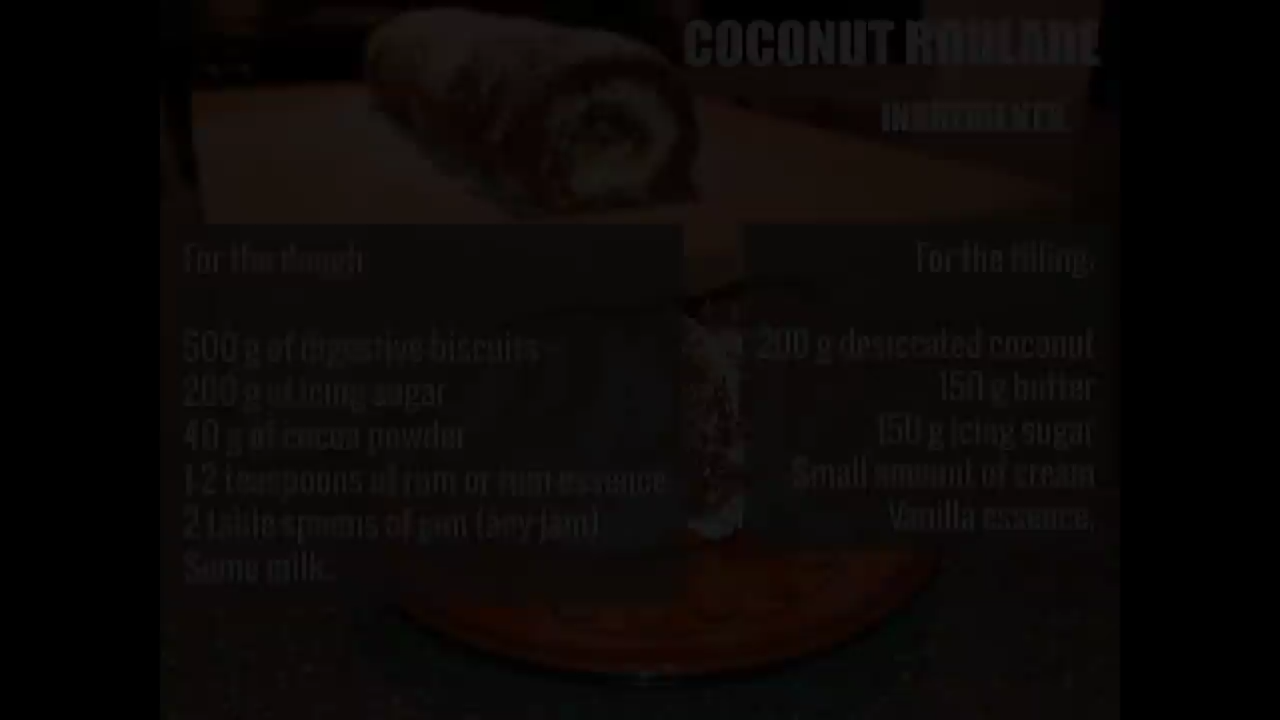 COCONUT ROULADE
INGREDIENTS
For the dough:
500 g of digestive biscuits -
200 g of icing sugar
40 g of cocoa powder
1-2 teaspoons of rom or rum essence
2 table spoons of jam (any jam)
Some milk.
For the filling:
200 g desiccated coconut
150 g butter
150 g icing sugar
Small amount of cream
Vanilla essence.